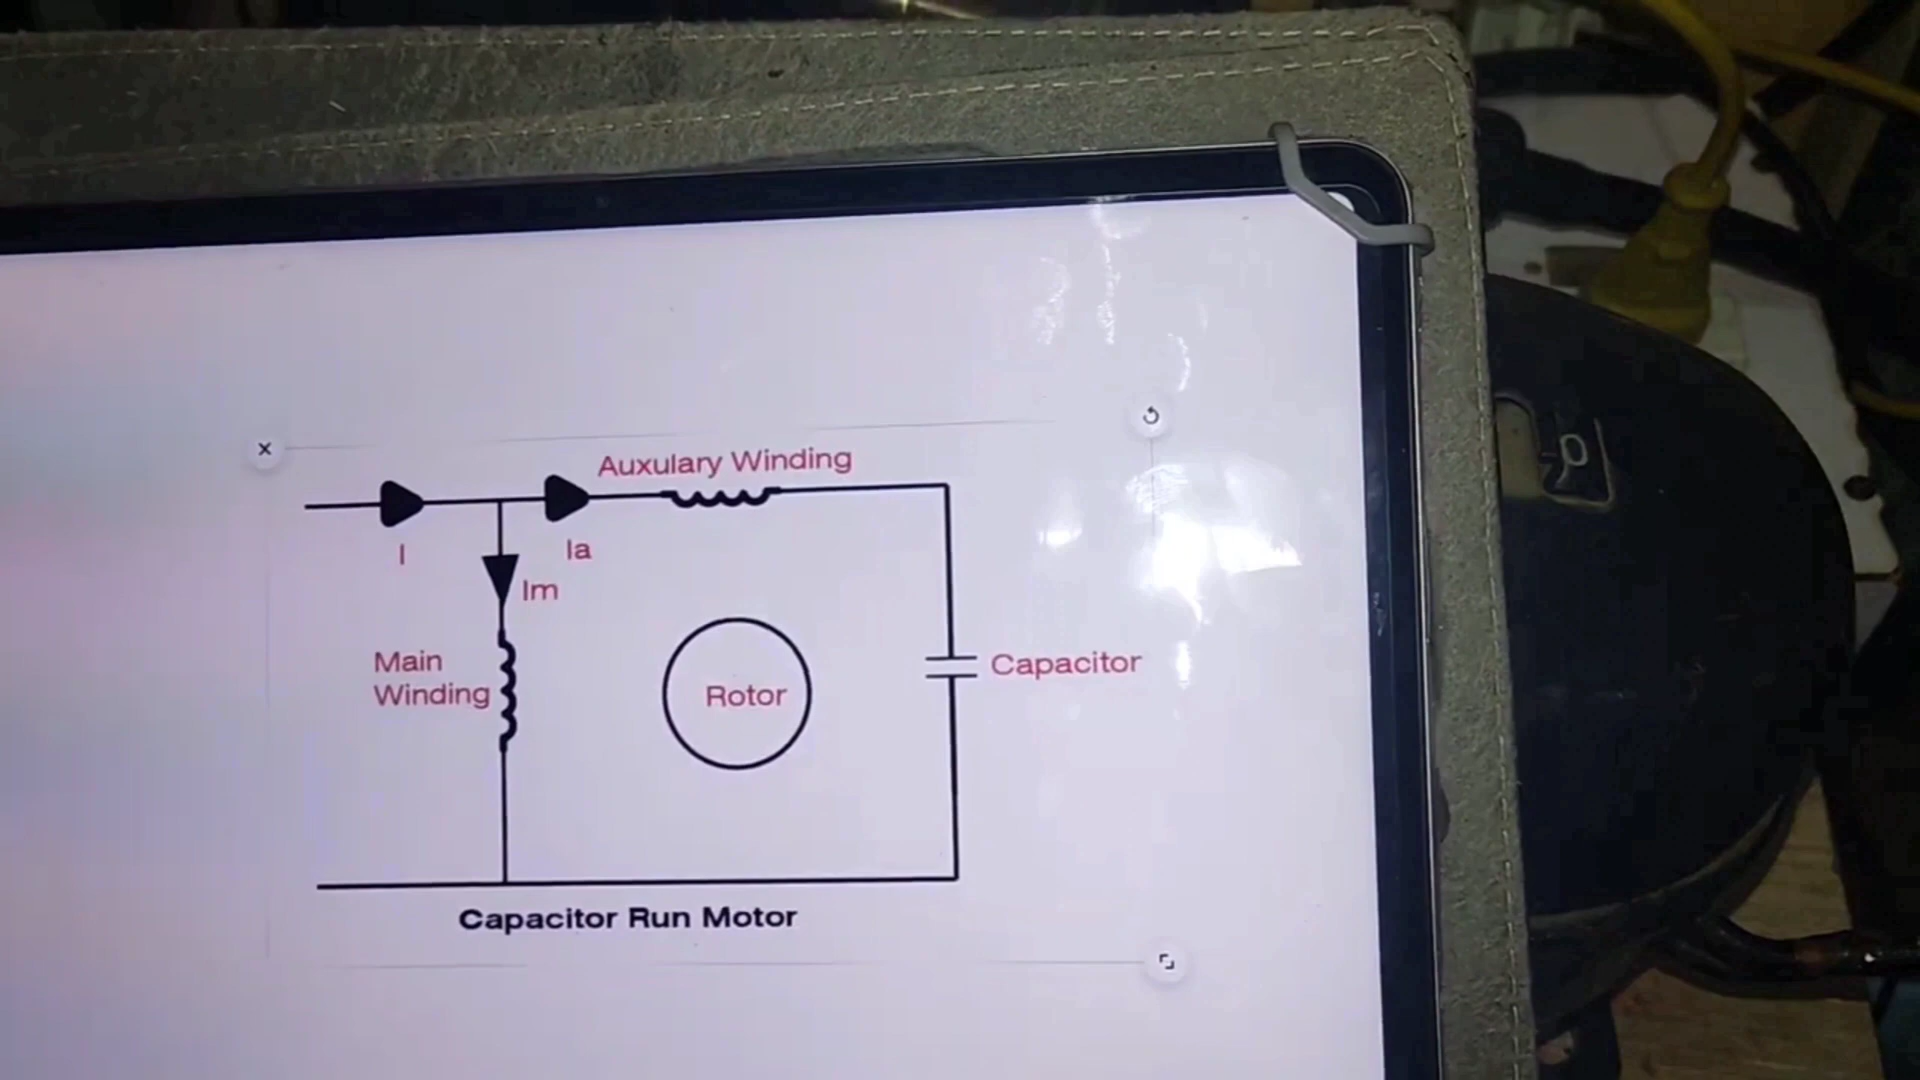 Auxulary Winding
I
Ia
Im
Main
Winding
Rotor
Capacitor
Capacitor Run Motor